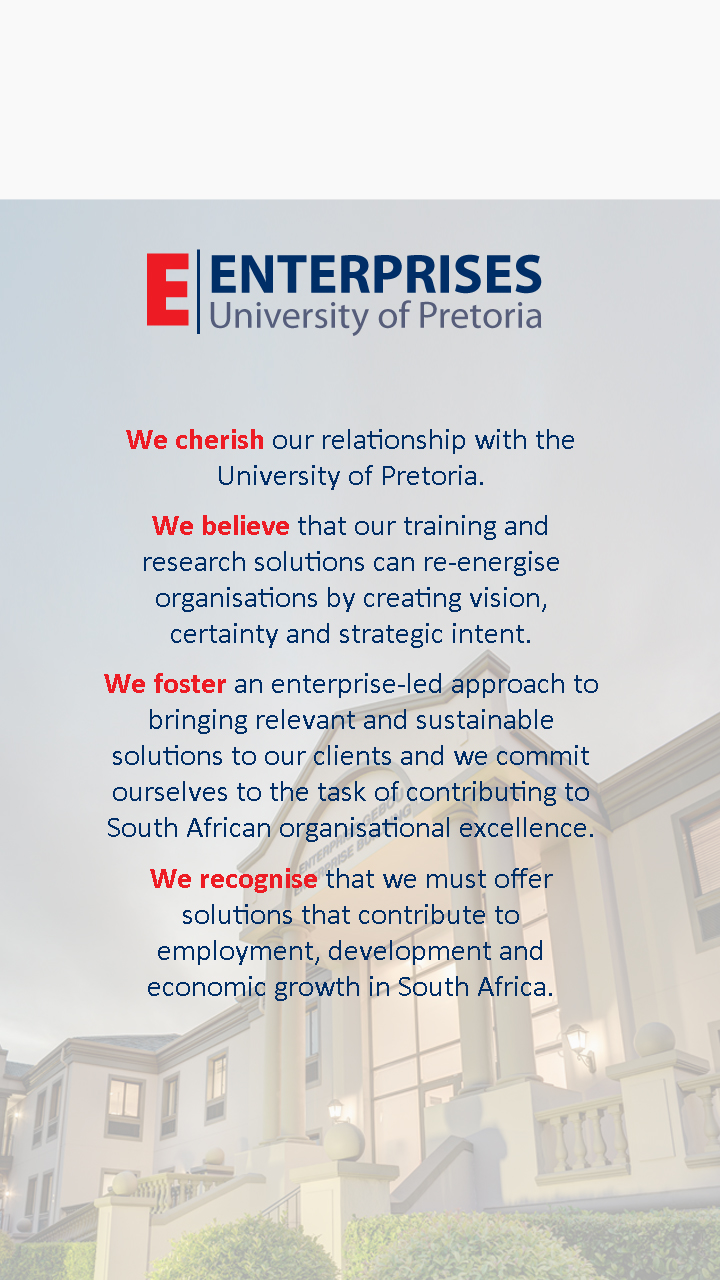 E ENTERPRISES
University of Pretoria
We cherish our relationship with the
University of Pretoria.
We believe that our training and
research solutions can re-energise
organisations by creating vision,
certainty and strategic intent.
We foster an enterprise-led approach to
bringing relevant and sustainable
solutions to our clients and we commit
ourselves to the task of contributing to
South African organisational excellence.
We recognise that we must offer
solutions that contribute to
employment, development and
economic growth in South Africa.
ENTERPRISE BUILDING